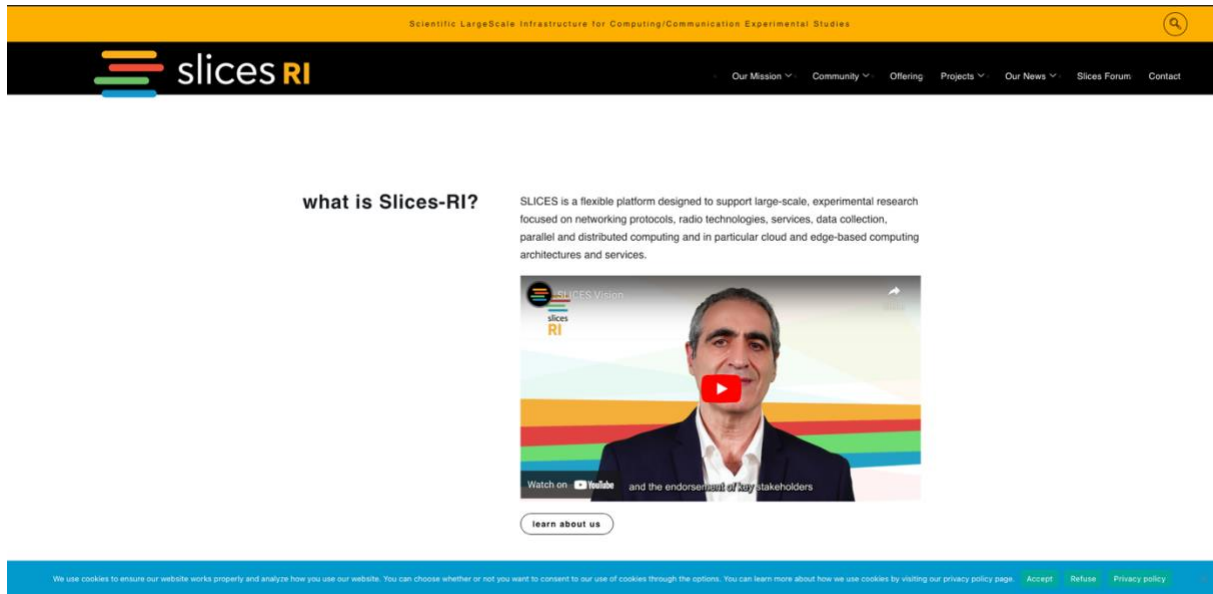 Scientific LargeScale Infrastructure for Computing/Communication Experimental Studies
slices RI
Our Mission
Community
Offering
Projects
Our News
Slices Forum
Contact
what is Slices-RI?
SLICES is a flexible platform designed to support large-scale, experimental research
focused on networking protocols, radio technologies, services, data collection,
parallel and distributed computing and in particular cloud and edge-based computing
architectures and services.
SLICES Vision
slices
RI
Watch on YouTube
and the endorsement of key stakeholders
learn about us
We use cookies to ensure our website works properly and analyze how you use our website. You can choose whether or not you want to consent to our use of cookies through the options. You can learn more about how we use cookies by visiting our privacy policy page.
Accept
Refuse
Privacy policy